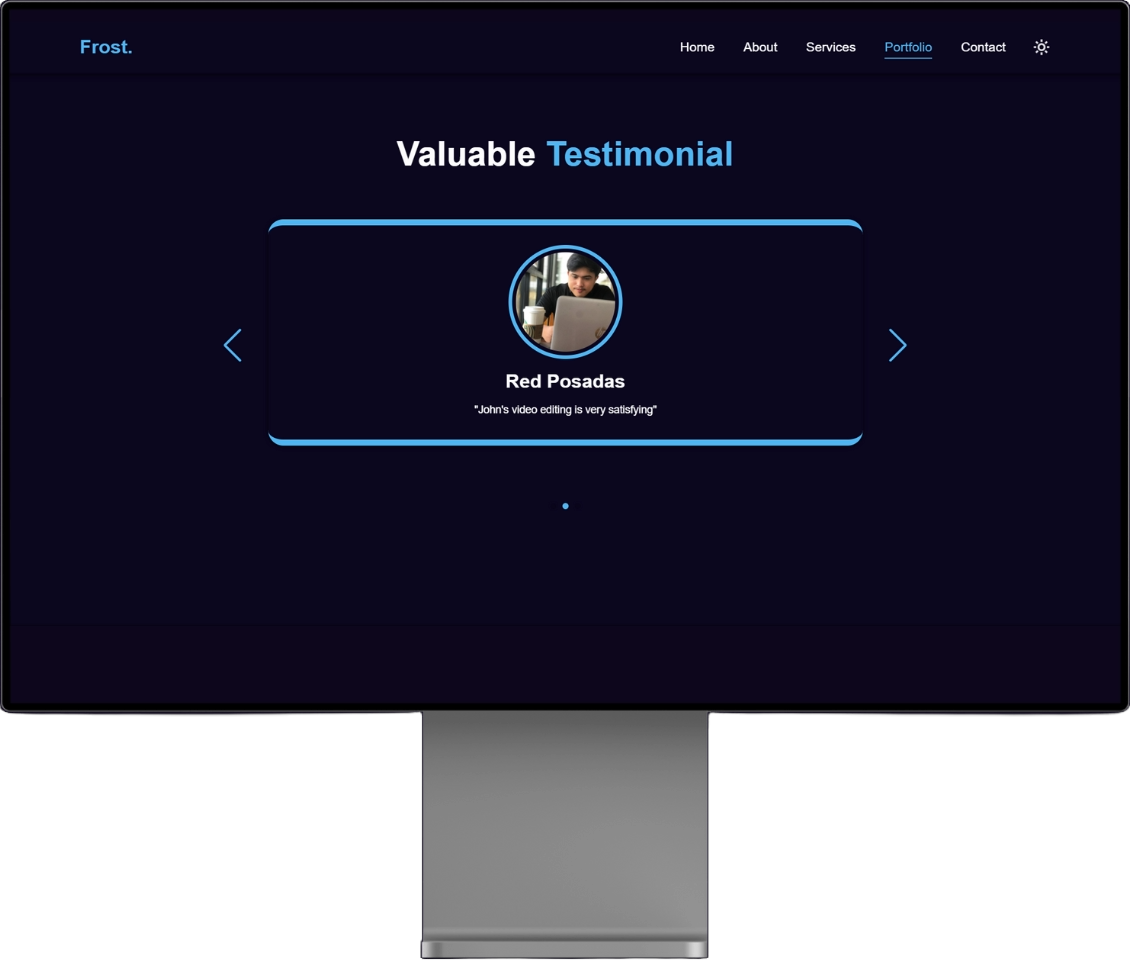 Frost.
Home About Services Portfolio Contact
Valuable Testimonial
Red Posadas
"John's video editing is very satisfying"